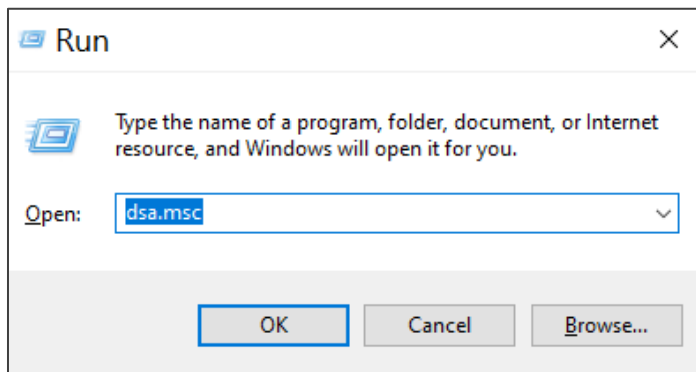 Run
Type the name of a program, folder, document, or Internet
resource, and Windows will open it for you.
Open: dsa.msc
OK Cancel Browse...